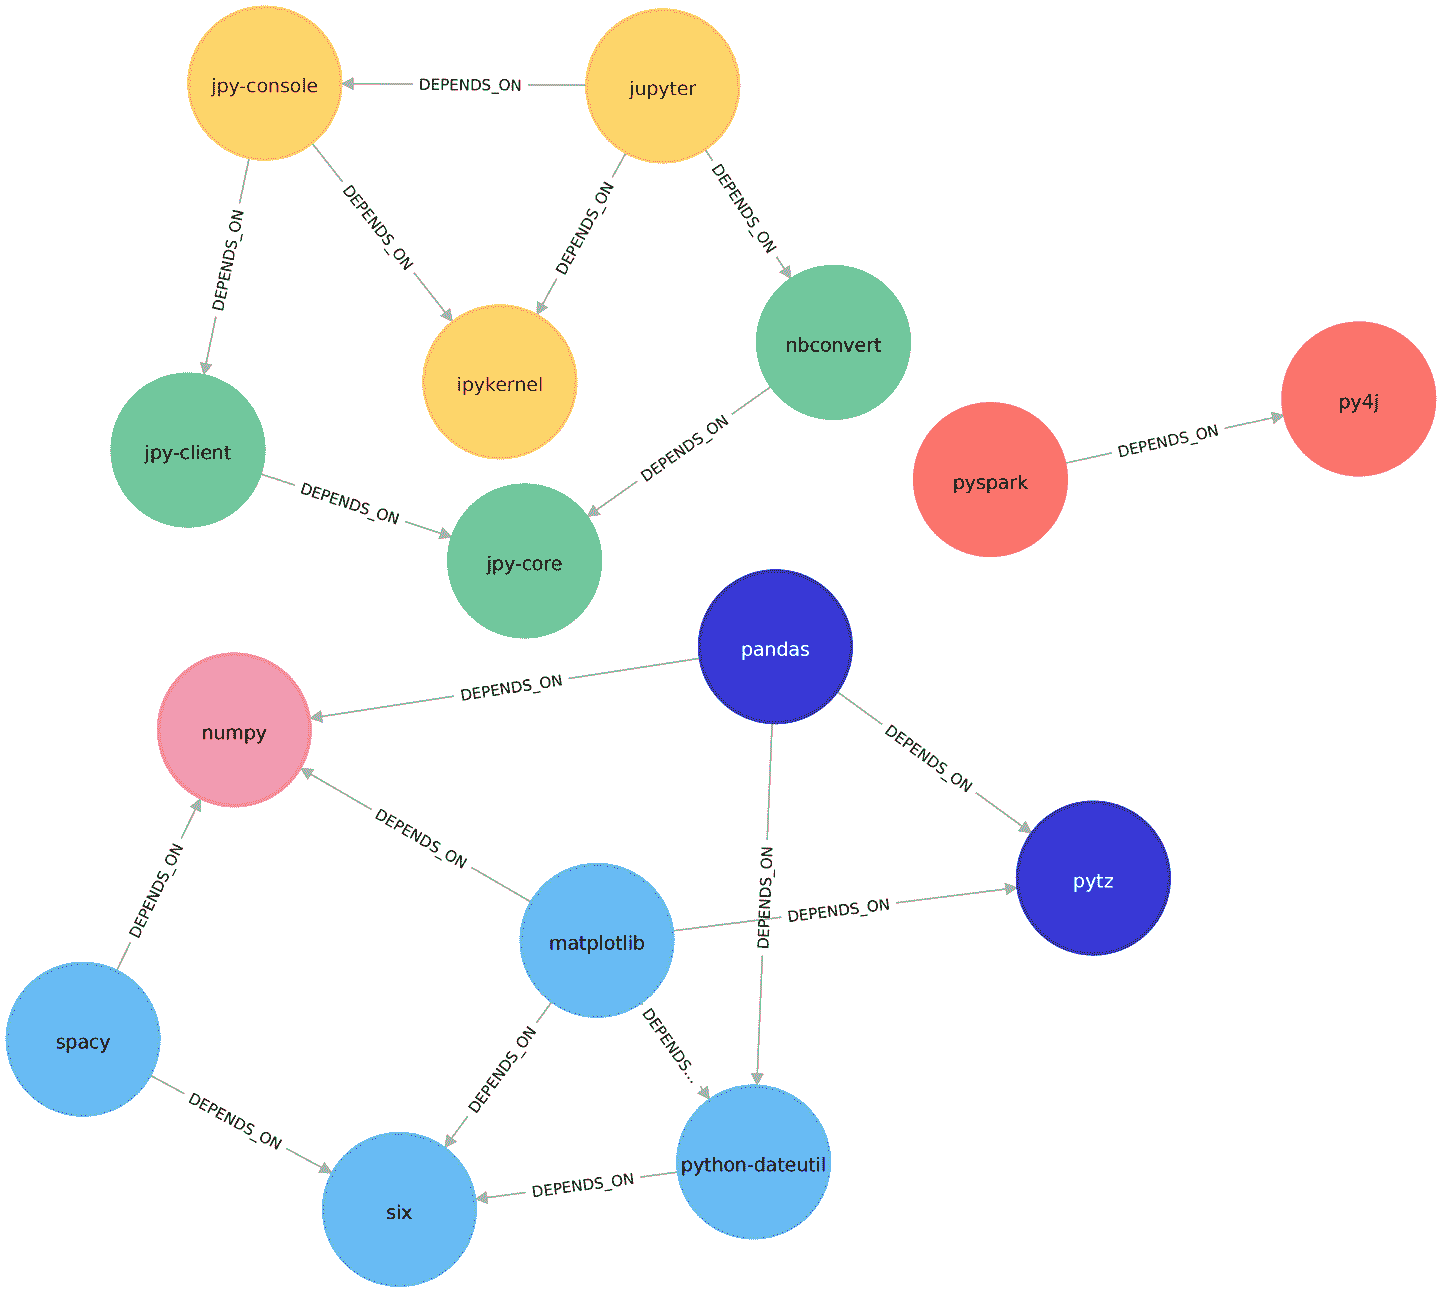 jpy-console
DEPENDS_ON
jupyter
DEPENDS_ON
DEPENDS_ON
DEPENDS_ON
DEPENDS_ON
nbconvert
ipykernel
py4j
jpy-client
DEPENDS_ON
DEPENDS_ON
pyspark
DEPENDS_ON
jpy-core
pandas
DEPENDS_ON
numpy
DEPENDS_ON
DEPENDS_ON
DEPENDS_ON
DEPENDS_ON
pytz
DEPENDS_ON
DEPENDS_ON
matplotlib
spacy
DEPENDS_ON
DEPENDS...
DEPENDS_ON
python-dateutil
DEPENDS_ON
six